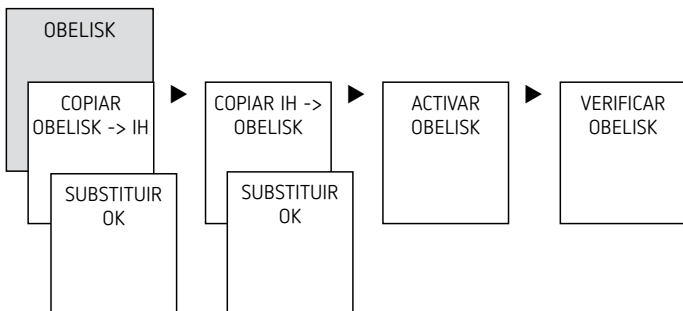 OBELISK
COPIAR
OBELISK -> IH
SUBSTITUIR
OK
COPIAR IH ->
OBELISK
SUBSTITUIR
OK
ACTIVAR
OBELISK
VERIFICAR
OBELISK